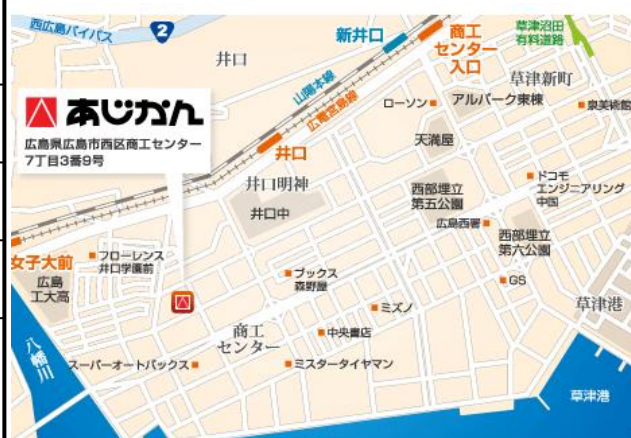 西広島バイパス
2
新井口
商工
センター
入口
草津沼田
有料道路
井口
山陽本線
広電宮島線
草津新町
ローソン
アルパーク東棟
泉美術館
あじかん
広島県広島市西区商工センター
7丁目3番9号
天満屋
井口
井口明神
井口中
西部埋立
第五公園
ドコモ
エンジニアリング
中国
広島西署
西部埋立
第六公園
女子大前
フローレンス
井口学園前
広島
工大高
ブックス
森野屋
GS
ミズノ
草津港
商工
センター
中央書店
八幡川
スーパーオートバックス
ミスタータイヤマン
草津港